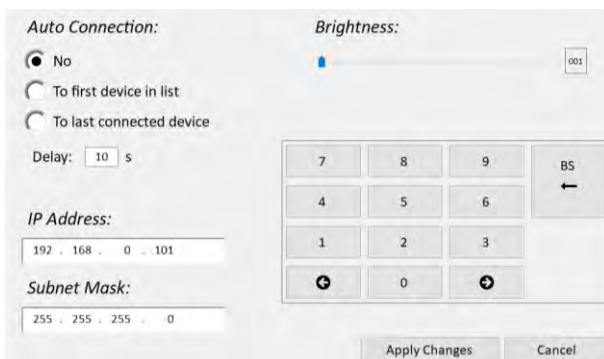 Auto Connection:
No
To first device in list
To last connected device
Delay: 10 s
IP Address:
192 . 168 . 0 . 101
Subnet Mask:
255 . 255 . 255 . 0
Brightness:
001
7 8 9 BS
4 5 6
1 2 3
0
Apply Changes Cancel